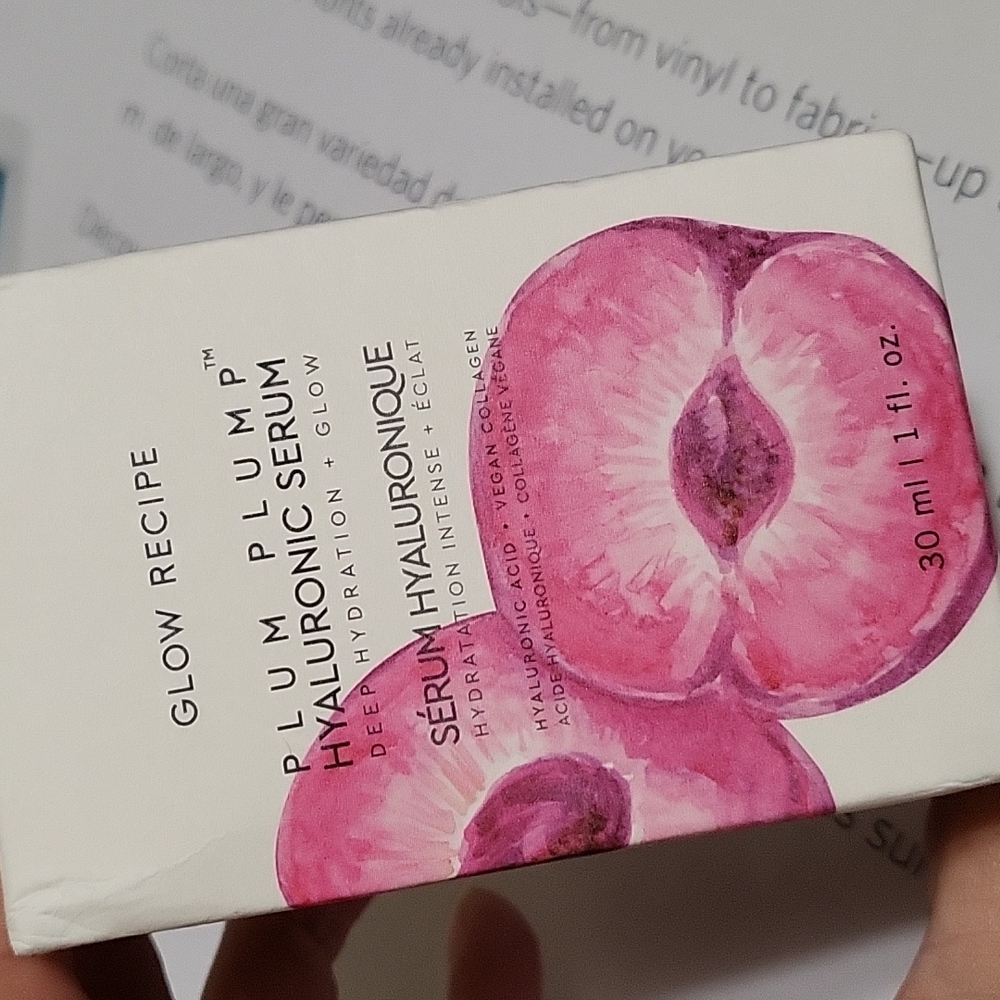 GLOW RECIPE
PLUM PLUMP™
HYALURONIC SERUM
DEEP HYDRATION + GLOW
SÉRUM HYALURONIQUE
HYDRATATION INTENSE + ÉCLAT
HYALURONIC ACID • VEGAN COLLAGEN
ACIDE HYALURONIQUE • COLLAGÈNE VÉGANE
30 ml | 1 fl. oz.
from vinyl to
already installed on
-up
Corta una gran variedad
de largo, y le